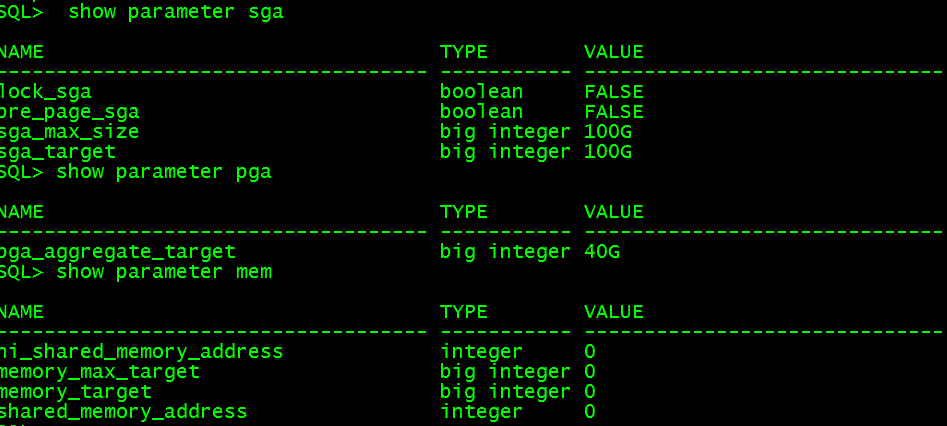 SQL>  show parameter sga
NAME                                 TYPE        VALUE
------------------------------------ ----------- ------------------------------
lock_sga                             boolean     FALSE
pre_page_sga                         boolean     FALSE
sga_max_size                         big integer 100G
sga_target                           big integer 100G
SQL> show parameter pga
NAME                                 TYPE        VALUE
------------------------------------ ----------- ------------------------------
pga_aggregate_target                 big integer 40G
SQL> show parameter mem
NAME                                 TYPE        VALUE
------------------------------------ ----------- ------------------------------
hi_shared_memory_address             integer     0
memory_max_target                    big integer 0
memory_target                        big integer 0
shared_memory_address                integer     0